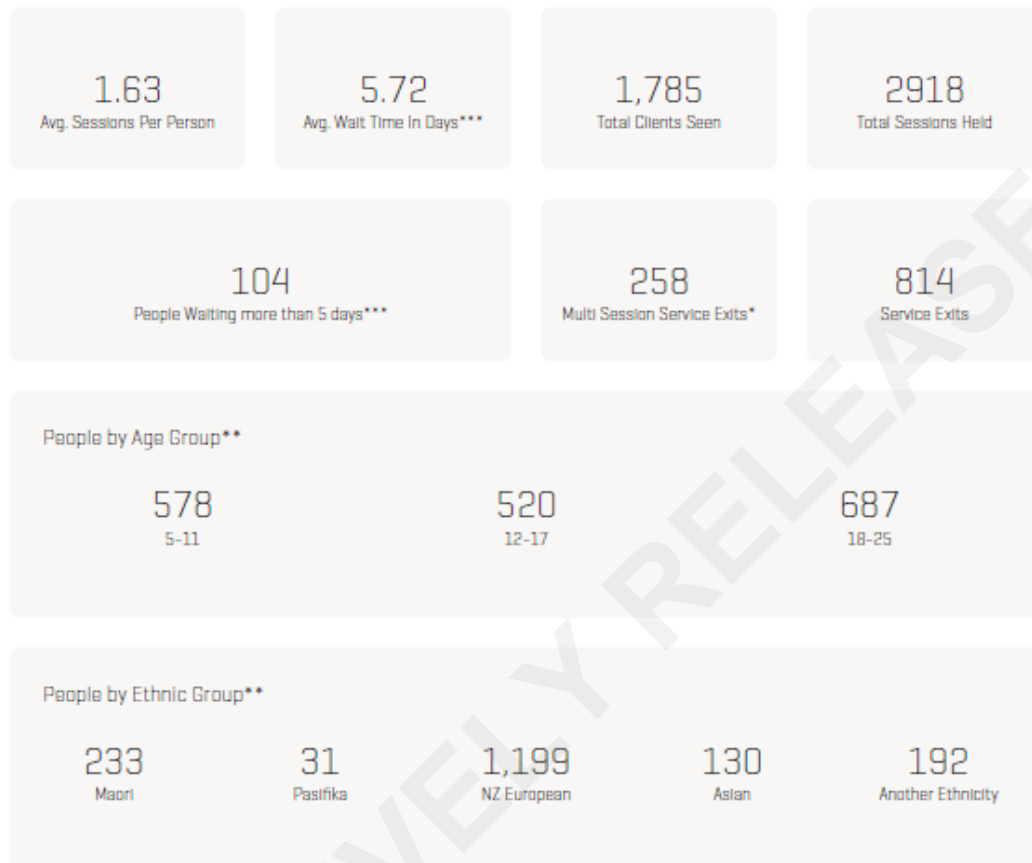 1.63 5.72 1,785 2918
Avg. Sessions Per Person Avg. Wait Time In Days*** Total Clients Seen Total Sessions Held
104 258 814
People Waiting more than 5 days*** Multi Session Service Exits* Service Exits
People by Age Group**
578 520 687
5-11 12-17 18-25
People by Ethnic Group**
233 31 1,199 130 192
Maori Pasifika NZ European Asian Another Ethnicity
VELY RELEASE